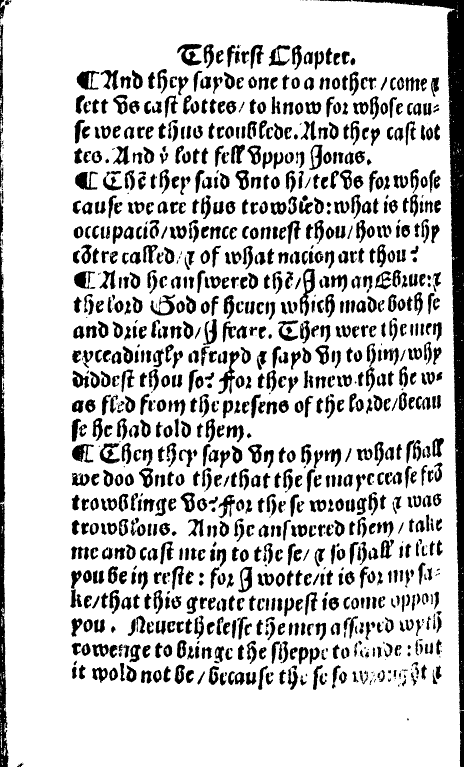 The first Chapter.
¶ And they sayde one to a nother / come &
lett vs cast lottes / to know for whose cau-
se we are thus troublede. And they cast lot
tes. And yͤ lott fell vppon Jonas.
¶ Thē they said vnto hī / tel vs for whose
cause we are thus trowbled: what is thine
occupaciō / whence comest thou / how is thy
cōtre called / & of what nacion art thou?
¶ And he answered thē / J am an Ebrue: &
the lord God of heuen which made both se
and drie land / J feare. Then were the men
exceadingly afrayd & sayd vn to him / why
diddest thou so? For they knew that he w-
as fled from the presens of the lorde / becau
se he had told them.
¶ Then they sayd vn to hym / what shall
we doo vnto the / that the se maye cease frō
trowblinge vs? For the se wrought & was
trowblous. And he answered them / take
me and cast me in to the se / & so shall it lett
you be in reste: for J wotte / it is for my sa-
ke / that this greate tempest is come vppon
you. Neuerthelesse the men assayed wyth
rowenge to bringe the sheppe to lande: but
it wold not be / because the se so wrought &